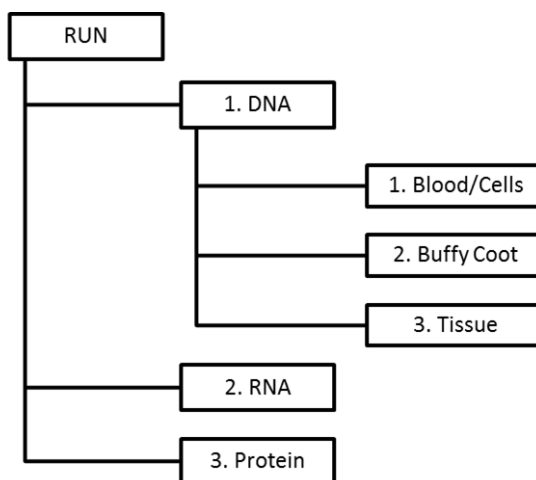 RUN
1. DNA
1. Blood/Cells
2. Buffy Coot
3. Tissue
2. RNA
3. Protein